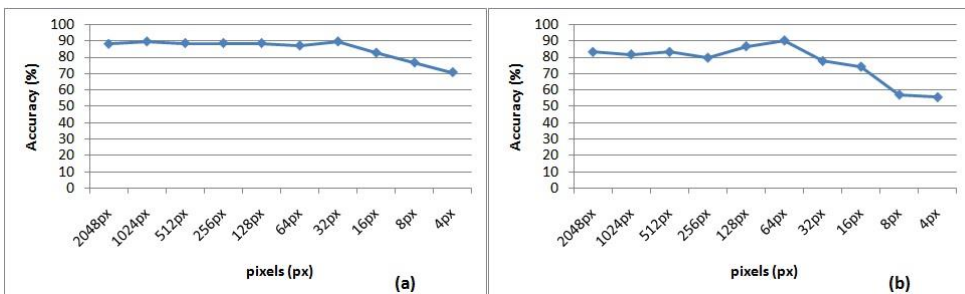 100
90
80
70
60
50
40
30
20
10
0
Accuracy (%)
2048px
1024px
512px
256px
128px
64px
32px
16px
8px
4px
pixels (px)
(a)
100
90
80
70
60
50
40
30
20
10
0
Accuracy (%)
2048px
1024px
512px
256px
128px
64px
32px
16px
8px
4px
pixels (px)
(b)